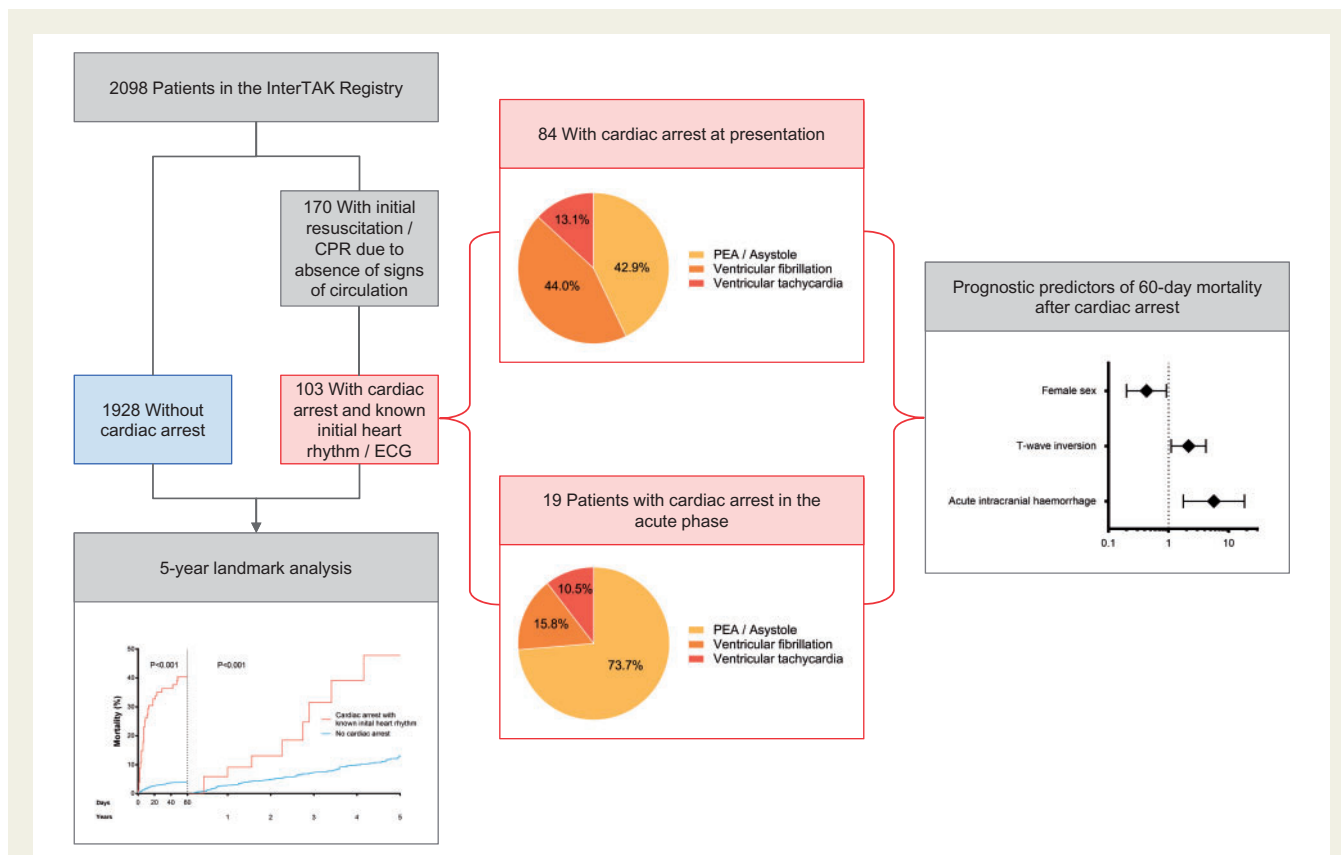 2098 Patients in the InterTAK Registry
170 With initial
resuscitation /
CPR due to
absence of signs
of circulation
1928 Without
cardiac arrest
103 With cardiac
arrest and known
initial heart
rhythm / ECG
5-year landmark analysis
50
40
30
20
10
0
Mortality (%)
P<0.001
P<0.001
Cardiac arrest with
known inital heart rhythm
No cardiac arrest
Days
0
20
40
60
Years
1
2
3
4
5
84 With cardiac arrest at presentation
13.1%
42.9%
44.0%
PEA / Asystole
Ventricular fibrillation
Ventricular tachycardia
19 Patients with cardiac arrest in the
acute phase
10.5%
15.8%
73.7%
PEA / Asystole
Ventricular fibrillation
Ventricular tachycardia
Prognostic predictors of 60-day mortality
after cardiac arrest
Female sex
T-wave inversion
Acute intracranial haemorrhage
0.1
1
10